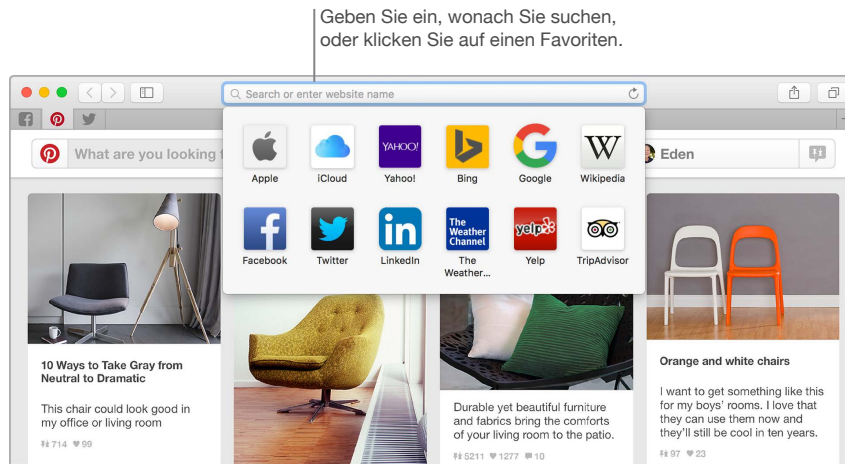 Geben Sie ein, wonach Sie suchen,
oder klicken Sie auf einen Favoriten.
Search or enter website name
What are you looking f
Eden
YAHOO!
W
Apple
iCloud
Yahoo!
Bing
Google
Wikipedia
The
Weather
Channel
yelp
Facebook
Twitter
LinkedIn
The
Weather...
Yelp
TripAdvisor
10 Ways to Take Gray from
Neutral to Dramatic
This chair could look good in
my office or living room
714 99
Durable yet beautiful furniture
and fabrics bring the comforts
of your living room to the patio.
5211 1277 10
Orange and white chairs
I want to get something like this
for my boys' rooms. I love that
they can use them now and
they'll still be cool in ten years.
97 23